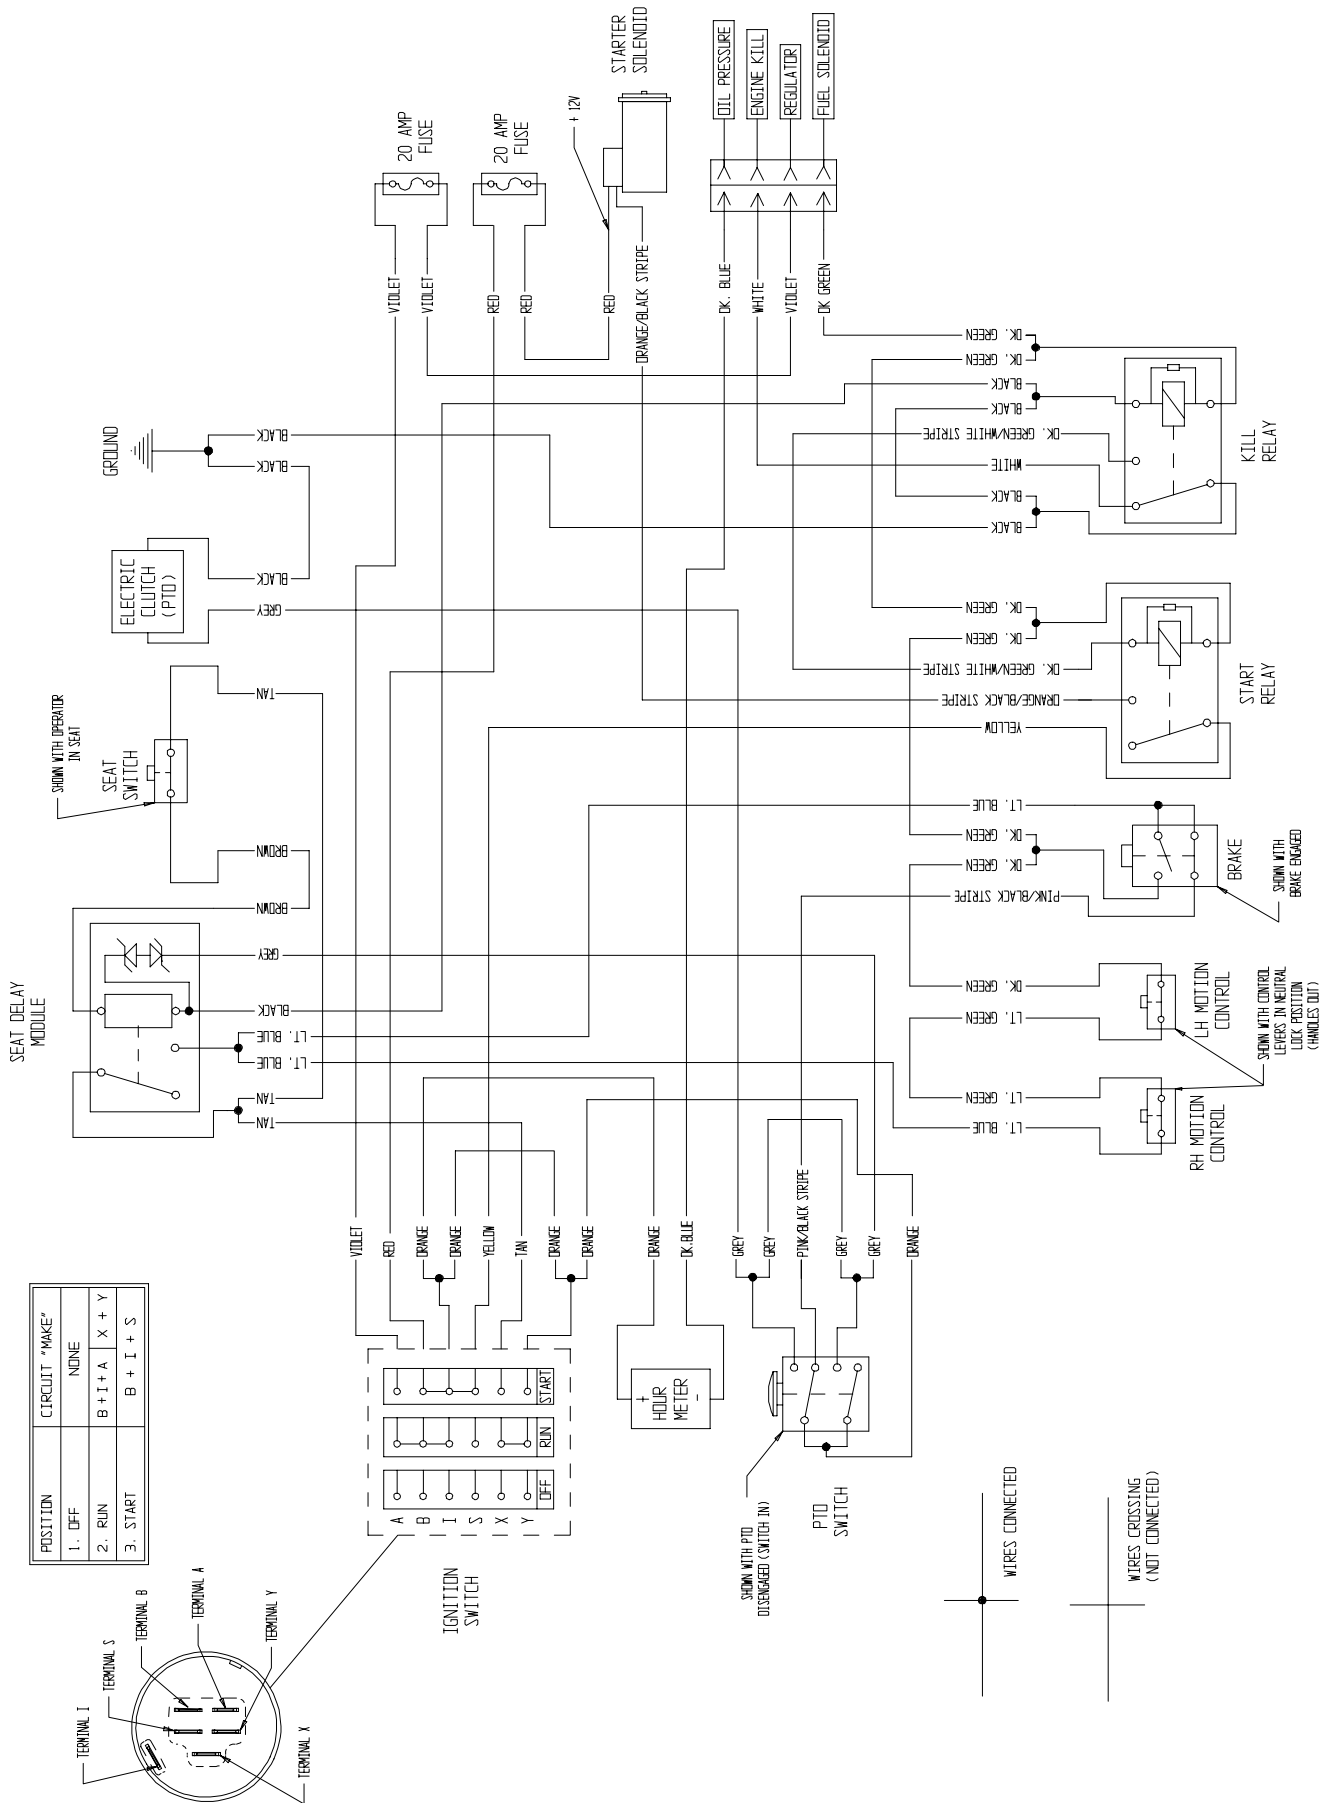 POSITION
CIRCUIT "MAKE"
1. OFF
NONE
2. RUN
B + I + A
X + Y
3. START
B + I + S
TERMINAL I
TERMINAL S
TERMINAL B
TERMINAL A
TERMINAL Y
TERMINAL X
IGNITION
SWITCH
A
B
I
S
X
Y
OFF
RUN
START
VIOLET
RED
ORANGE
ORANGE
YELLOW
TAN
ORANGE
ORANGE
ORANGE
DK.BLUE
GREY
GREY
PINK/BLACK STRIPE
GREY
GREY
ORANGE
+
HOUR
METER
-
SHOWN WITH PTO
DISENGAGED (SWITCH IN)
PTO
SWITCH
WIRES CONNECTED
WIRES CROSSING
(NOT CONNECTED)
SEAT DELAY
MODULE
BROWN
BROWN
GREY
BLACK
LT. BLUE
LT. BLUE
TAN
TAN
SHOWN WITH OPERATOR
IN SEAT
SEAT
SWITCH
TAN
ELECTRIC
CLUTCH
(PTO)
GREY
BLACK
GROUND
BLACK
BLACK
20 AMP
FUSE
20 AMP
FUSE
VIOLET
VIOLET
RED
RED
RED
+ 12V
STARTER
SOLENOID
ORANGE/BLACK STRIPE
DK. BLUE
WHITE
VIOLET
DK GREEN
OIL PRESSURE
ENGINE KILL
REGULATOR
FUEL SOLENOID
DK. GREEN
DK. GREEN
BLACK
BLACK
DK. GREEN/WHITE STRIPE
WHITE
BLACK
BLACK
KILL
RELAY
DK. GREEN
DK. GREEN
DK. GREEN/WHITE STRIPE
ORANGE/BLACK STRIPE
YELLOW
START
RELAY
LT. BLUE
DK. GREEN
DK. GREEN
PINK/BLACK STRIPE
BRAKE
SHOWN WITH
BRAKE ENGAGED
DK. GREEN
LT. GREEN
LH MOTION
CONTROL
LT. GREEN
LT. BLUE
RH MOTION
CONTROL
SHOWN WITH CONTROL
LEVERS IN NEUTRAL
LOCK POSITION
(HANDLES OUT)